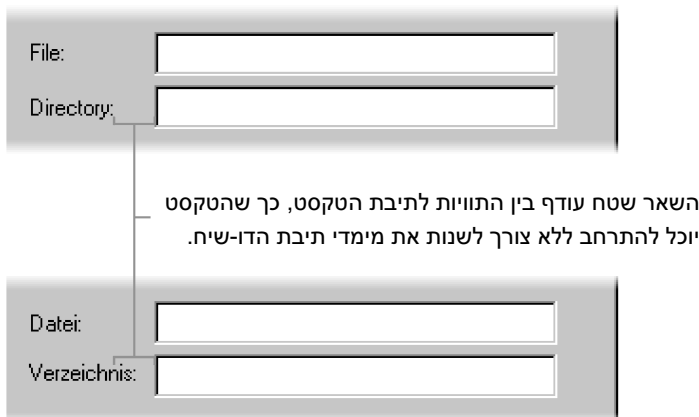 File:
Directory:
השאר שטח עודף בין התוויות לתיבת הטקסט, כך שהטקסט
יוכל להתרחב ללא צורך לשנות את מימדי תיבת הדו-שיח.
Datei:
Verzeichnis: